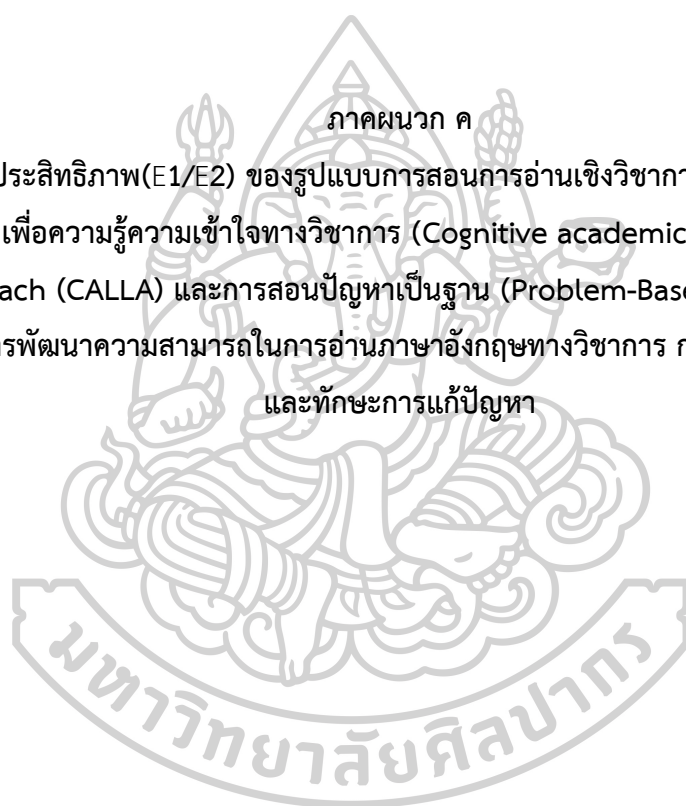 ภาคผนวก ค
ประสิทธิภาพ(E1/E2) ของรูปแบบการสอนการอ่านเชิงวิชากา
เพื่อความรู้ความเข้าใจทางวิชาการ (Cognitive academic
ach (CALLA) และการสอนปัญหาเป็นฐาน (Problem-Base
ารพัฒนาความสามารถในการอ่านภาษาอังกฤษทางวิชาการ ก
และทักษะการแก้ปัญหา
มหาวิทยาลัยศิลปากร